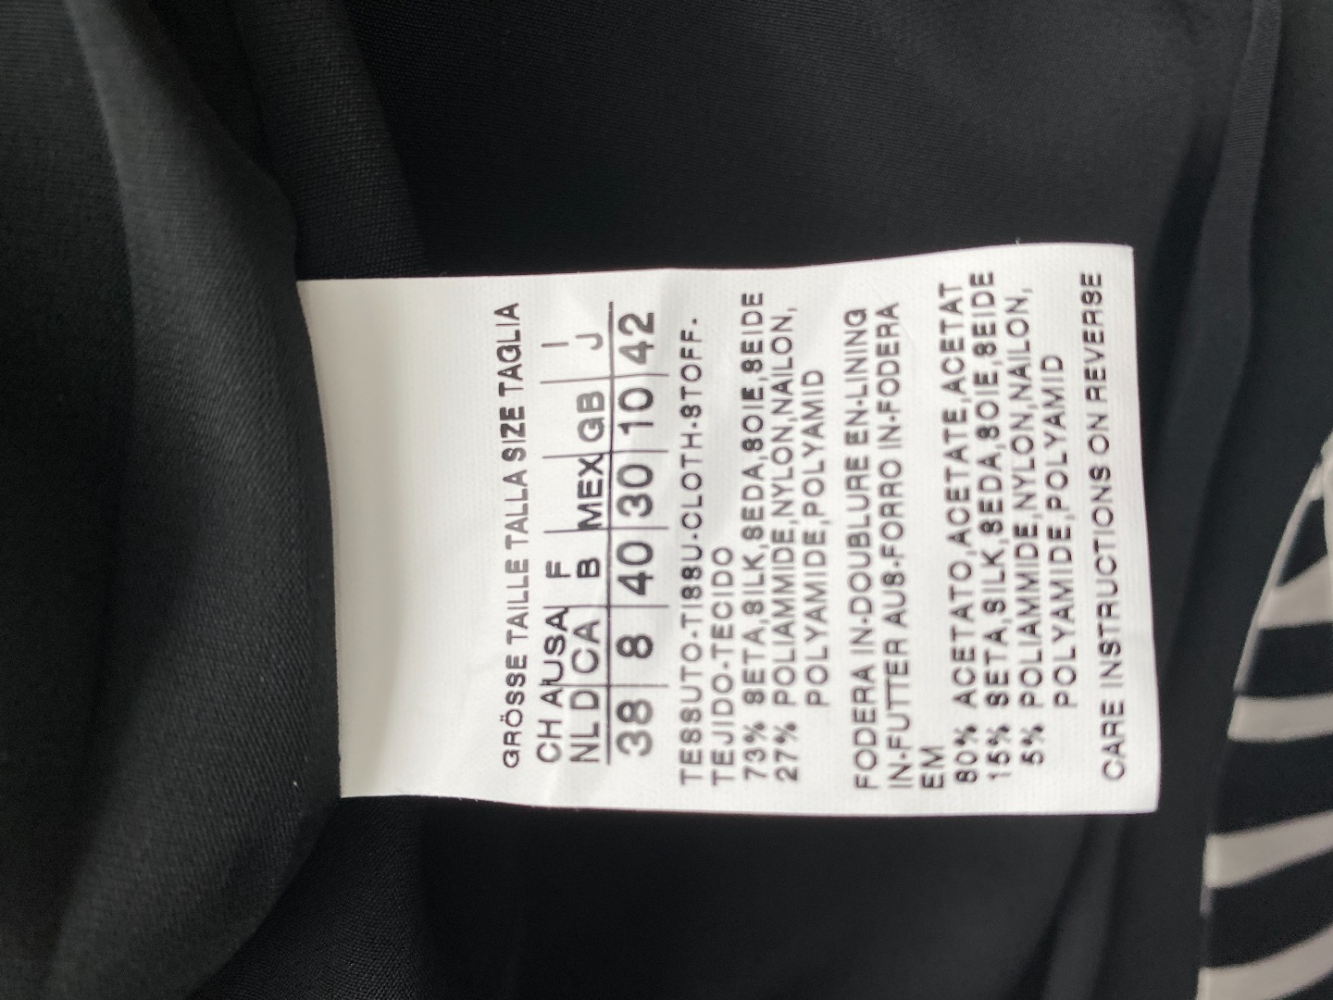 GRÖSSE TAILLE TALLA SIZE TAGLIA
CH A USA F I
NLD CA B MEX GB J
38 8 40 30 10 42
TESSUTO-TISSU-CLOTH-STOFF.
TEJIDO-TECIDO
73% SETA,SILK,SEDA,SOIE,SEIDE
27% POLIAMMIDE,NYLON,NAILON,
POLYAMIDE,POLYAMID
FODERA IN-DOUBLURE EN-LINING
IN-FUTTER AUS-FORRO IN-FODERA
EM
80% ACETATO,ACETATE,ACETAT
15% SETA,SILK,SEDA,SOIE,SEIDE
5% POLIAMMIDE,NYLON,NAILON,
POLYAMIDE,POLYAMID
CARE INSTRUCTIONS ON REVERSE